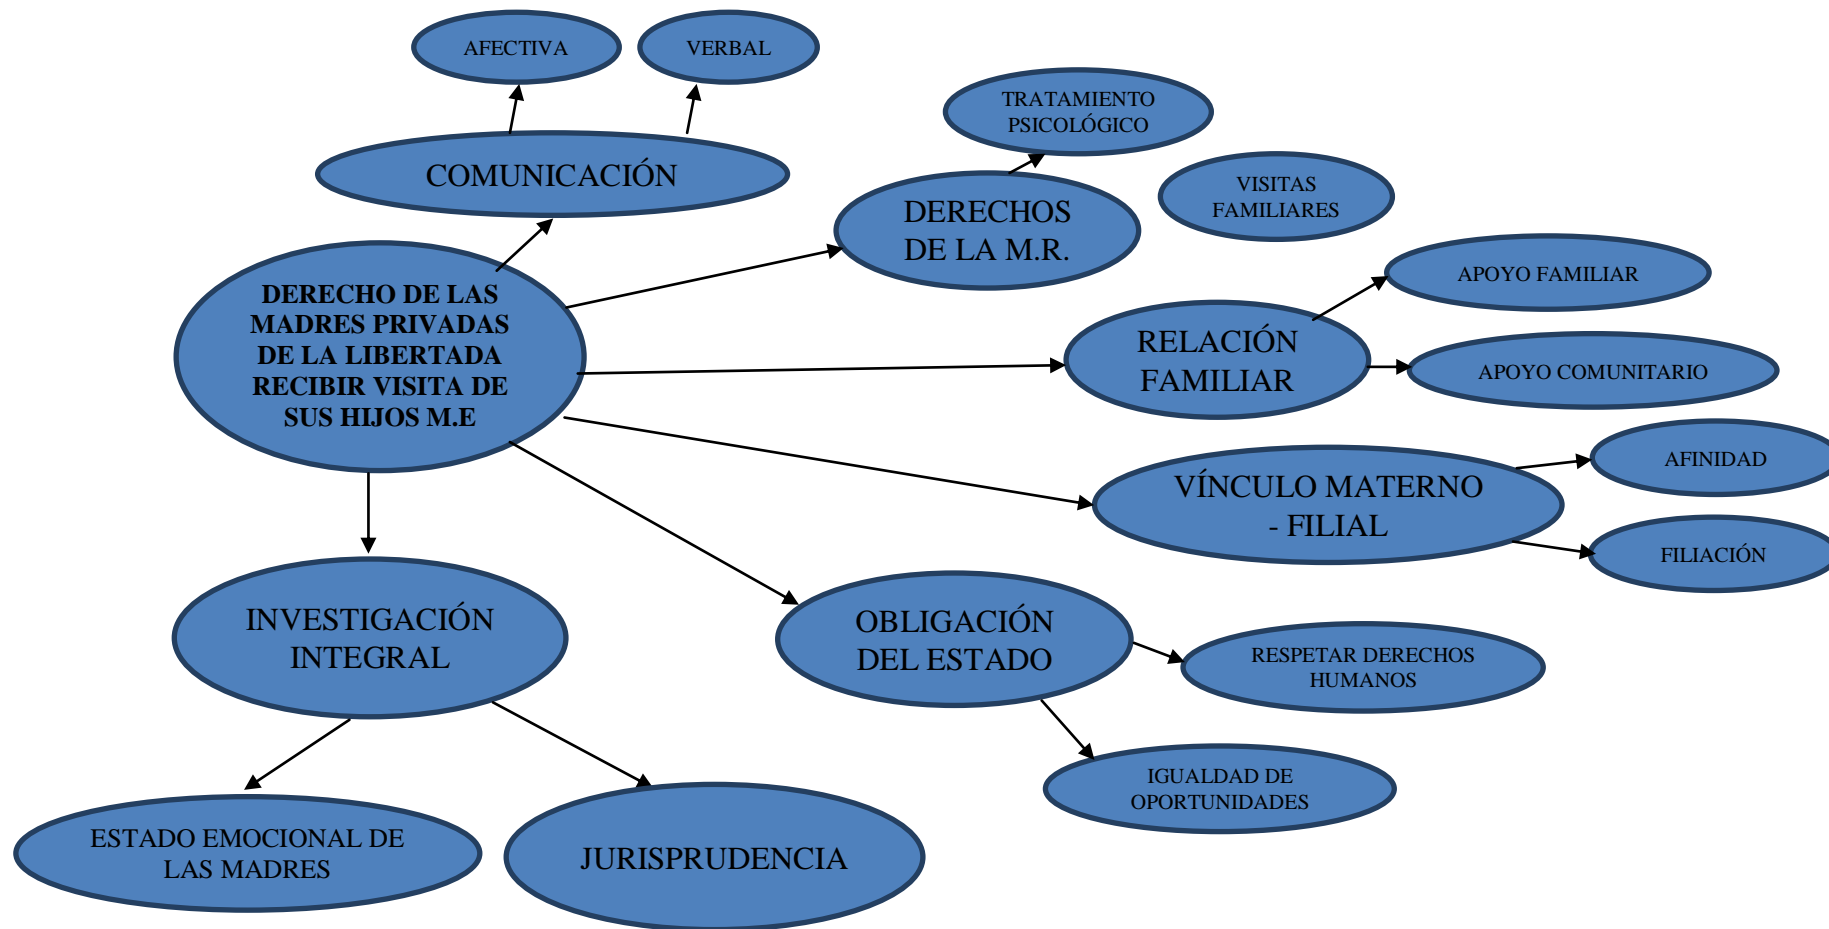 AFECTIVA
VERBAL
TRATAMIENTO
PSICOLÓGICO
COMUNICACIÓN
VISITAS
FAMILIARES
DERECHOS
DE LA M.R.
APOYO FAMILIAR
DERECHO DE LAS
MADRES PRIVADAS
DE LA LIBERTADA
RECIBIR VISITA DE
SUS HIJOS M.E
RELACIÓN
FAMILIAR
APOYO COMUNITARIO
AFINIDAD
VÍNCULO MATERNO
- FILIAL
FILIACIÓN
INVESTIGACIÓN
INTEGRAL
OBLIGACIÓN
DEL ESTADO
RESPETAR DERECHOS
HUMANOS
IGUALDAD DE
OPORTUNIDADES
ESTADO EMOCIONAL DE
LAS MADRES
JURISPRUDENCIA